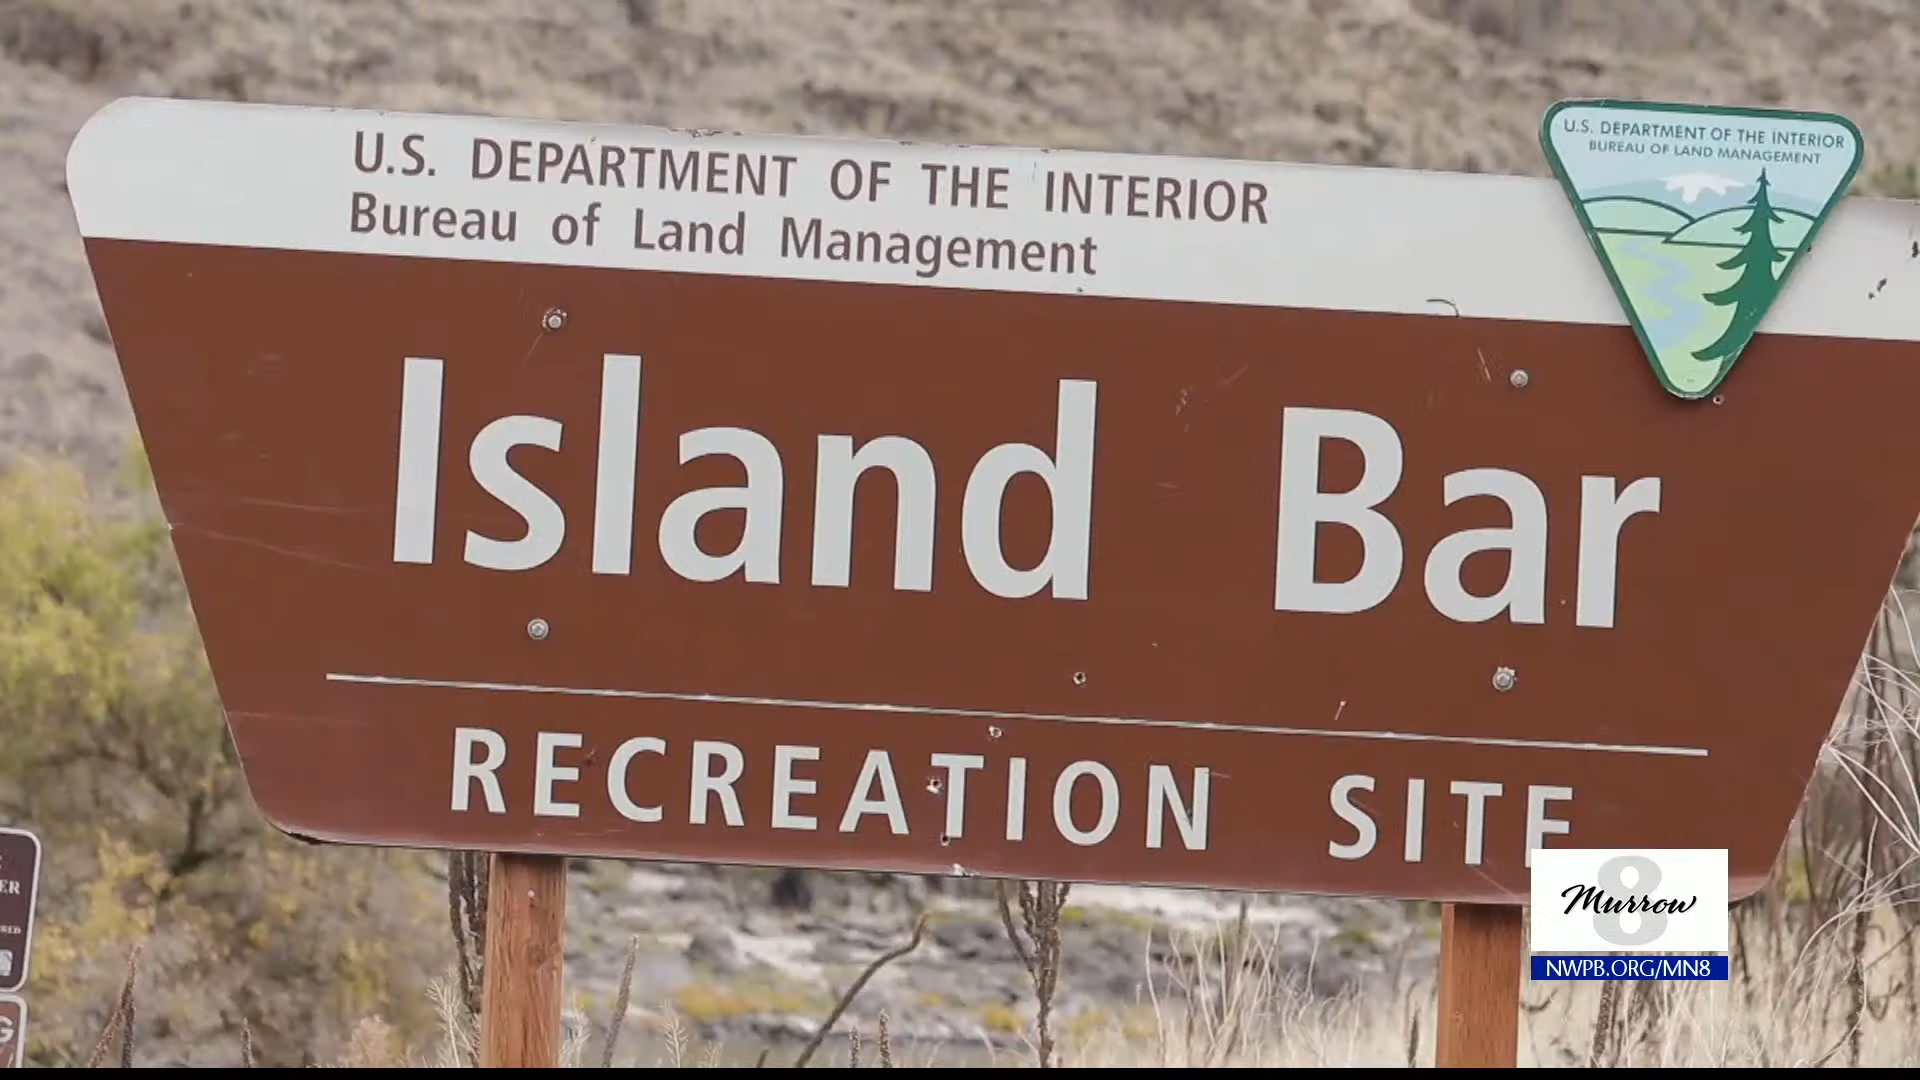 U.S. DEPARTMENT OF THE INTERIOR
Bureau of Land Management
U.S. DEPARTMENT OF THE INTERIOR
BUREAU OF LAND MANAGEMENT
Island Bar
RECREATION SITE
8
Murrow
NWPB.ORG/MN8